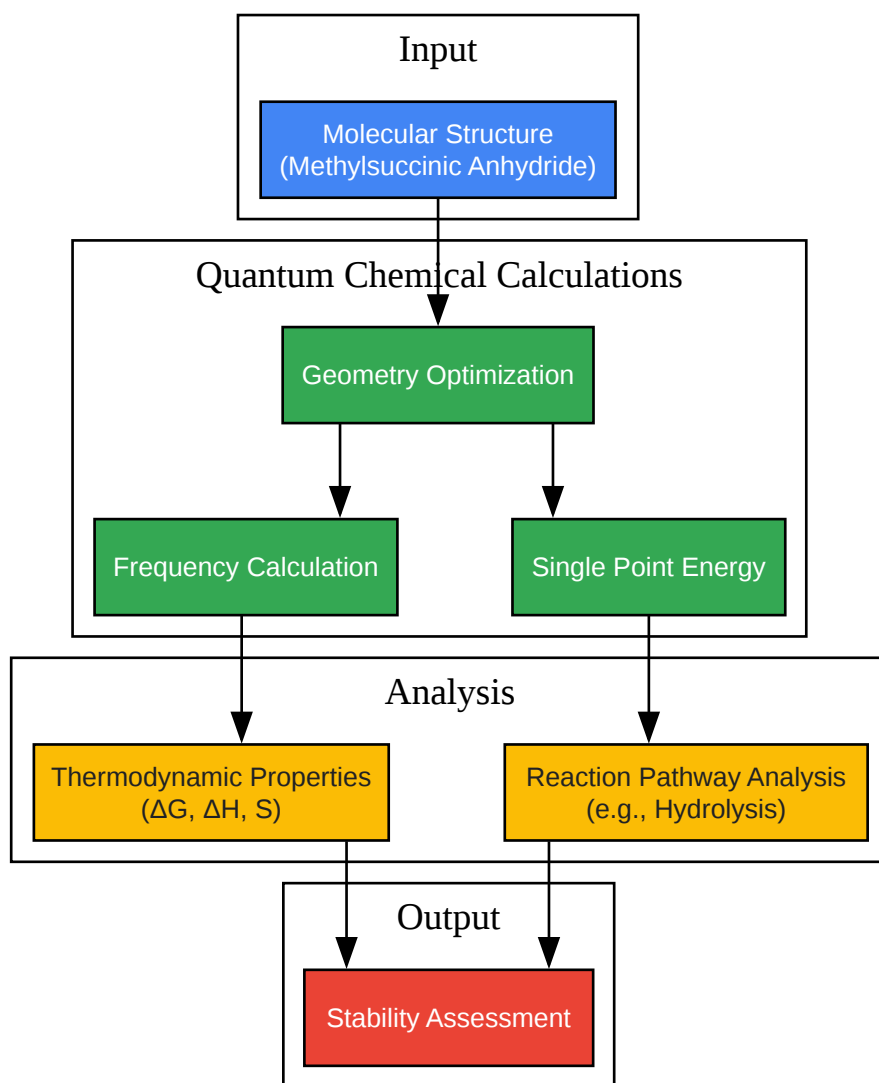 Input
Molecular Structure
(Methylsuccinic Anhydride)
Quantum Chemical Calculations
Geometry Optimization
Frequency Calculation
Single Point Energy
Analysis
Thermodynamic Properties
(ΔG, ΔH, S)
Reaction Pathway Analysis
(e.g., Hydrolysis)
Output
Stability Assessment